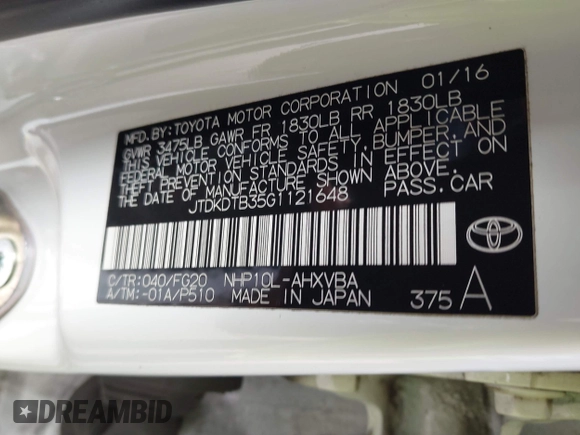 MFD. BY: TOYOTA MOTOR CORPORATION 01/16
GVWR 3475LB GAWR FR 1830LB RR 1830LB
THIS VEHICLE CONFORMS TO ALL APPLICABLE
FEDERAL MOTOR VEHICLE SAFETY, BUMPER, AND
THEFT PREVENTION STANDARDS IN EFFECT ON
THE DATE OF MANUFACTURE SHOWN ABOVE.
JTDKDTB35G1121648 PASS. CAR
C/TR: 040/FG20 NHP10L-AHXVBA
A/TM: -01A/P510 MADE IN JAPAN 375 A
DREAMBID